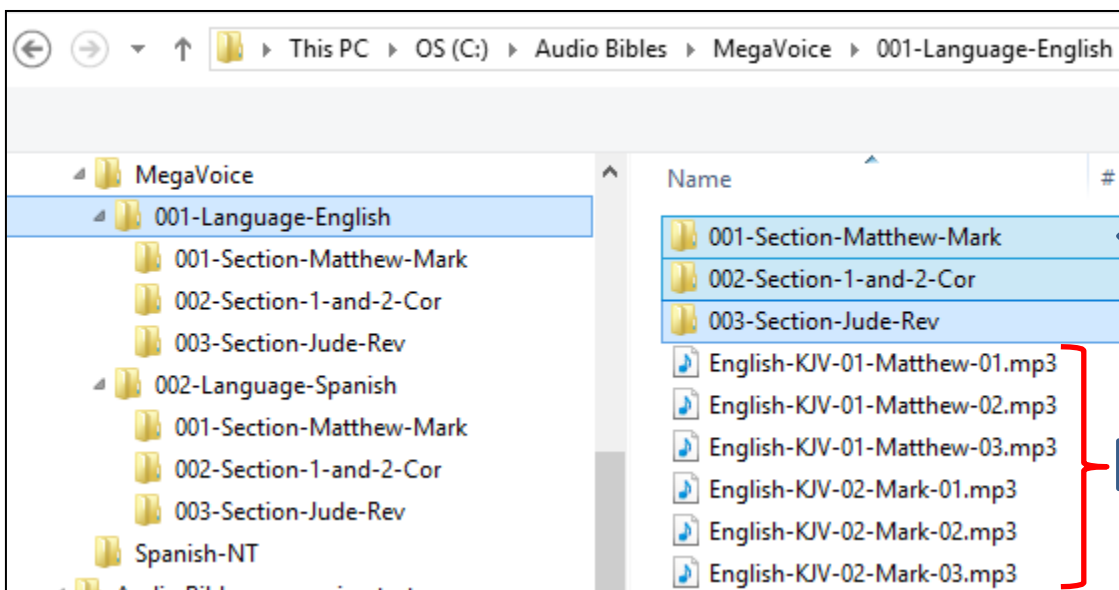 This PC ▸ OS (C:) ▸ Audio Bibles ▸ MegaVoice ▸ 001-Language-English
MegaVoice
001-Language-English
001-Section-Matthew-Mark
002-Section-1-and-2-Cor
003-Section-Jude-Rev
002-Language-Spanish
001-Section-Matthew-Mark
002-Section-1-and-2-Cor
003-Section-Jude-Rev
Spanish-NT
Name #
001-Section-Matthew-Mark
002-Section-1-and-2-Cor
003-Section-Jude-Rev
English-KJV-01-Matthew-01.mp3
English-KJV-01-Matthew-02.mp3
English-KJV-01-Matthew-03.mp3
English-KJV-02-Mark-01.mp3
English-KJV-02-Mark-02.mp3
English-KJV-02-Mark-03.mp3